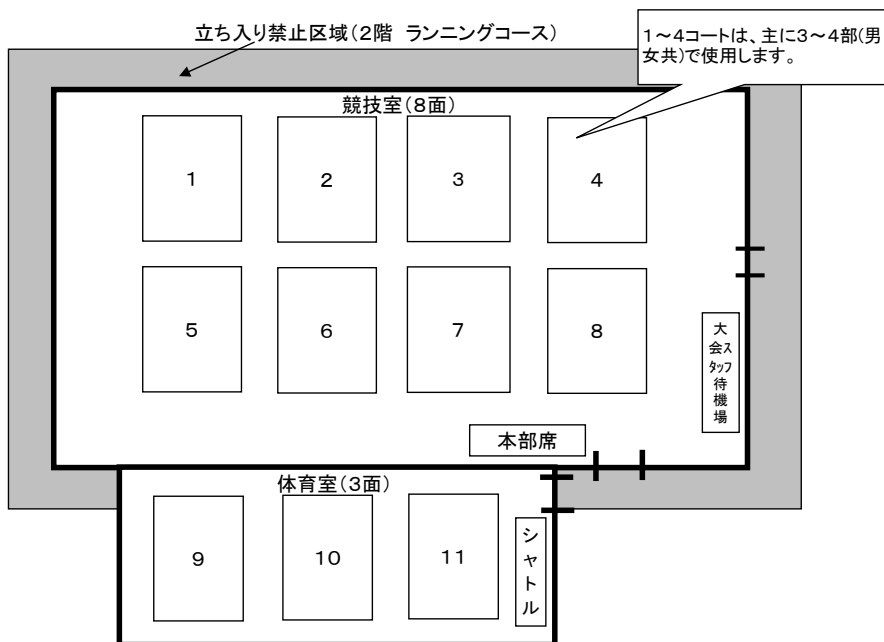 立ち入り禁止区域(2階 ランニングコース)
1～4コートは、主に3～4部(男
女共)で使用します。
競技室(8面)
1
2
3
4
5
6
7
8
大
会ス
タッフ
待
機
場
本部席
体育室(3面)
9
10
11
シ
ャ
ト
ル